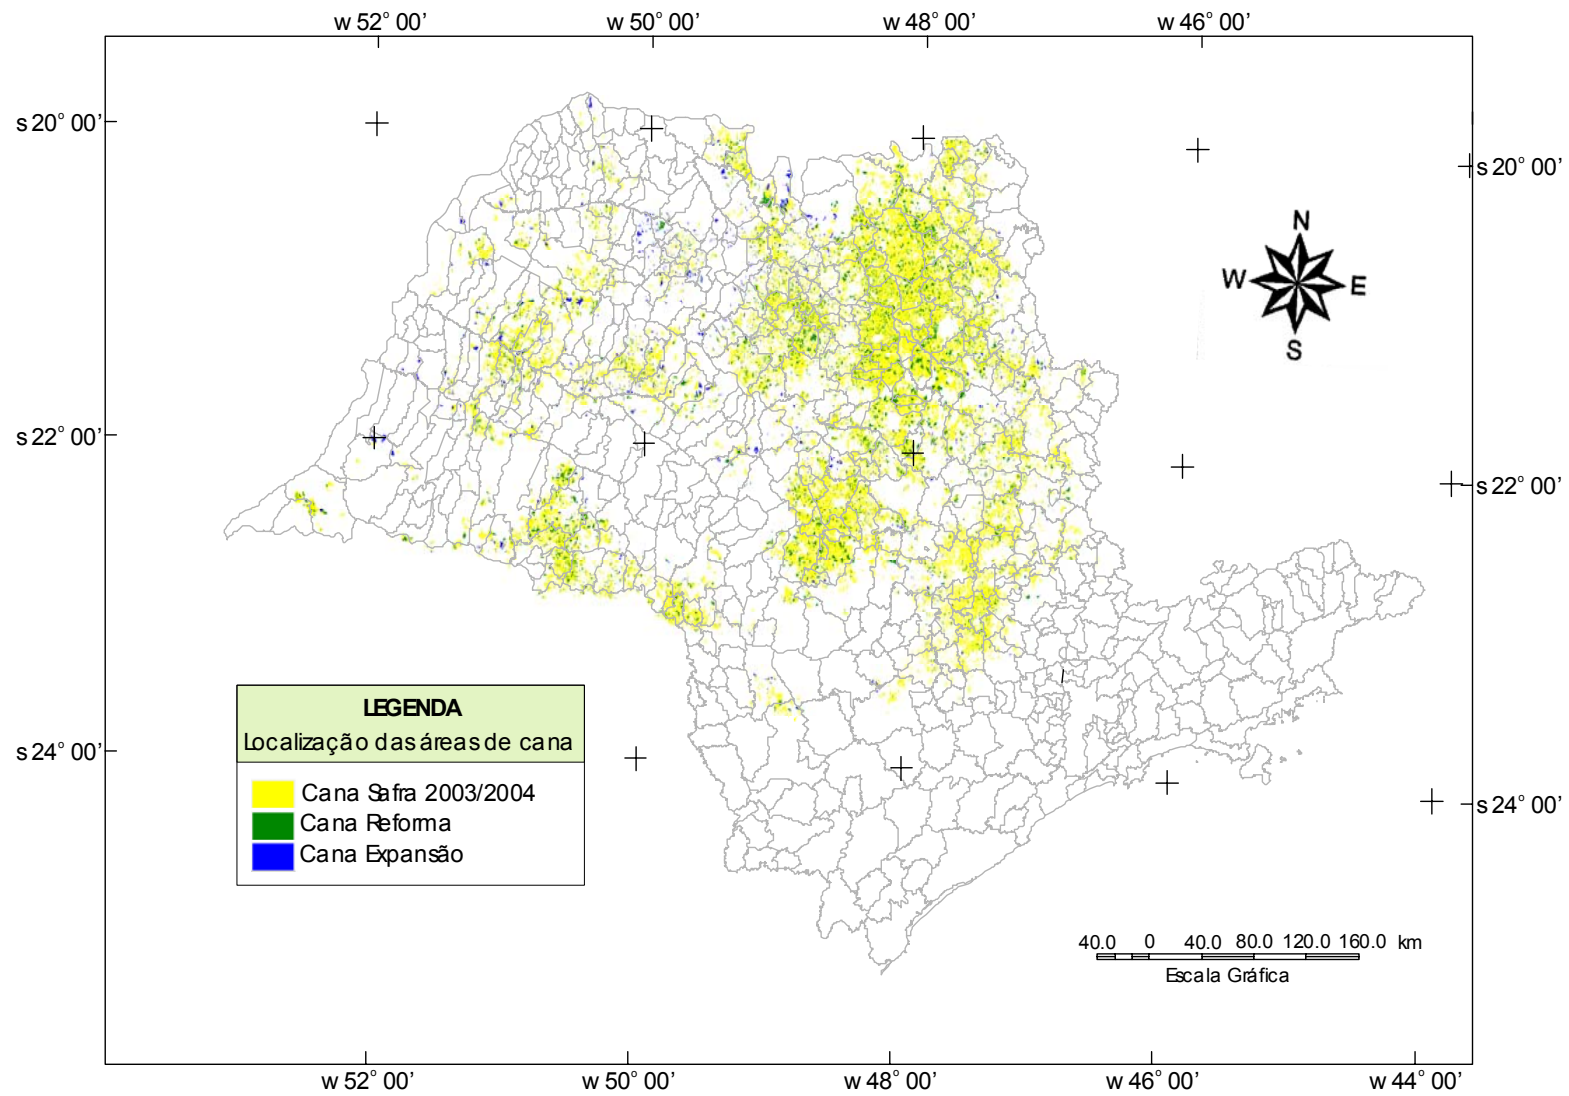 w 52° 00’ w 50° 00’ w 48° 00’ w 46° 00’
s 20° 00’
s 20° 00’
N
W E
S
s 22° 00’
s 22° 00’
LEGENDA
Localização das áreas de cana
s 24° 00’
Cana Safra 2003/2004
s 24° 00’
Cana Reforma
Cana Expansão
40.0 0 40.0 80.0 120.0 160.0 km
Escala Gráfica
w 52° 00’ w 50° 00’ w 48° 00’ w 46° 00’ w 44° 00’